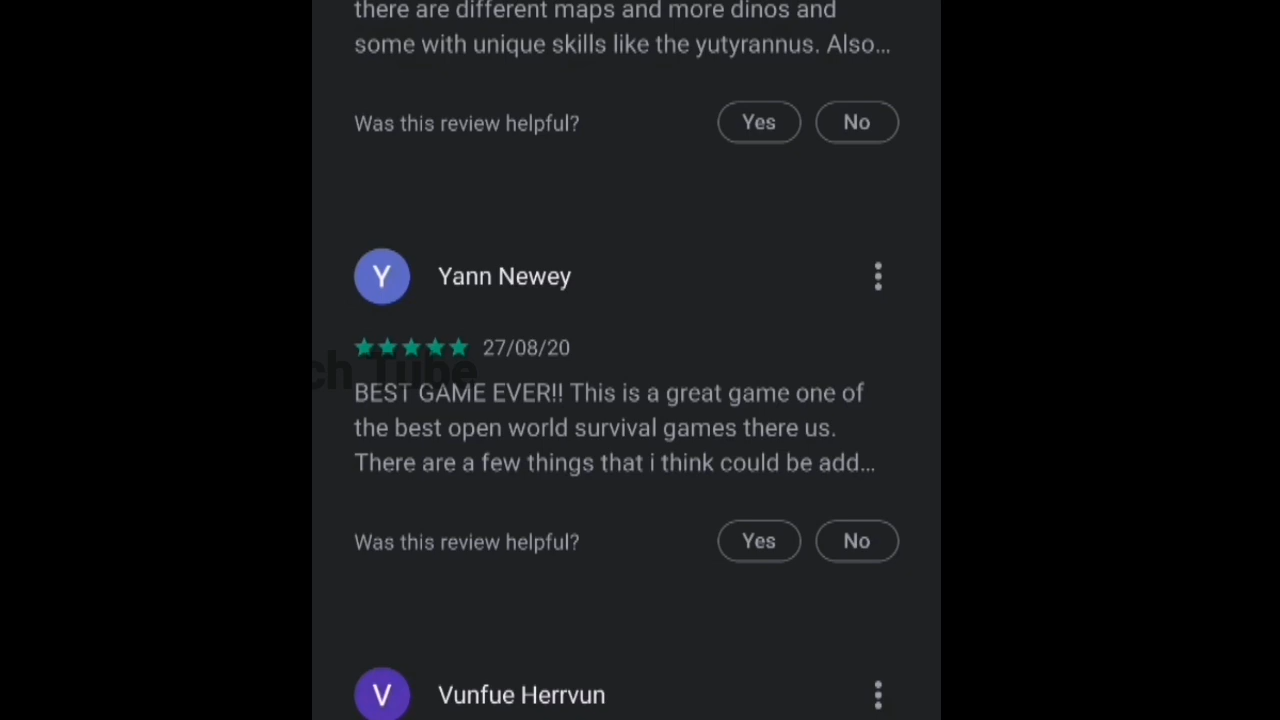 there are different maps and more dinos and
some with unique skills like the yutyrannus. Also...
Was this review helpful?
Yes
No
Y
Yann Newey
27/08/20
ch Tube
BEST GAME EVER!! This is a great game one of
the best open world survival games there us.
There are a few things that i think could be add...
Was this review helpful?
Yes
No
V
Vunfue Herrvun